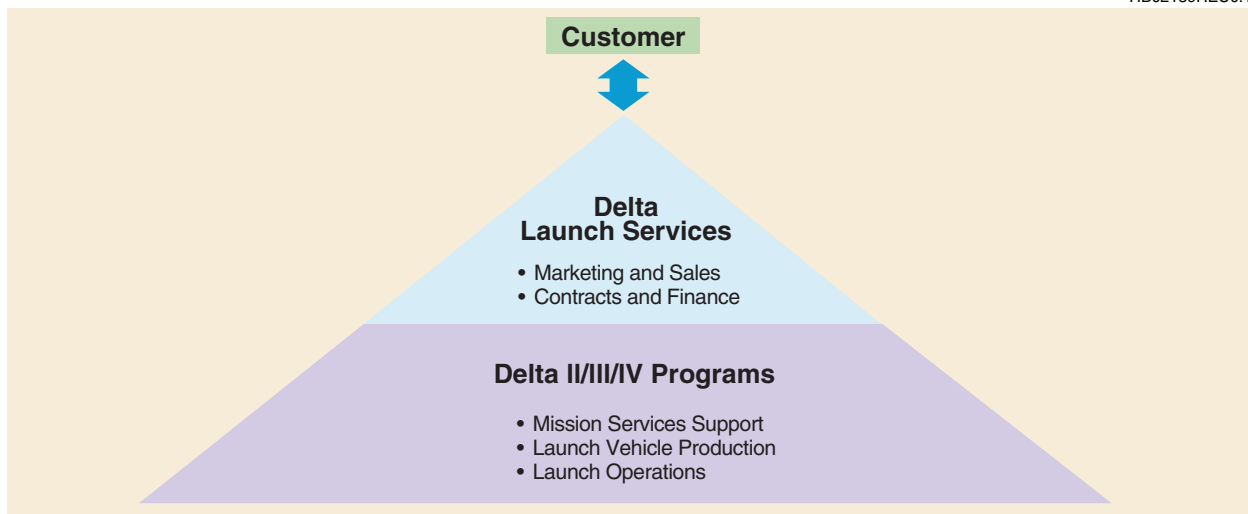 Customer
Delta
Launch Services
• Marketing and Sales
• Contracts and Finance
Delta II/III/IV Programs
• Mission Services Support
• Launch Vehicle Production
• Launch Operations